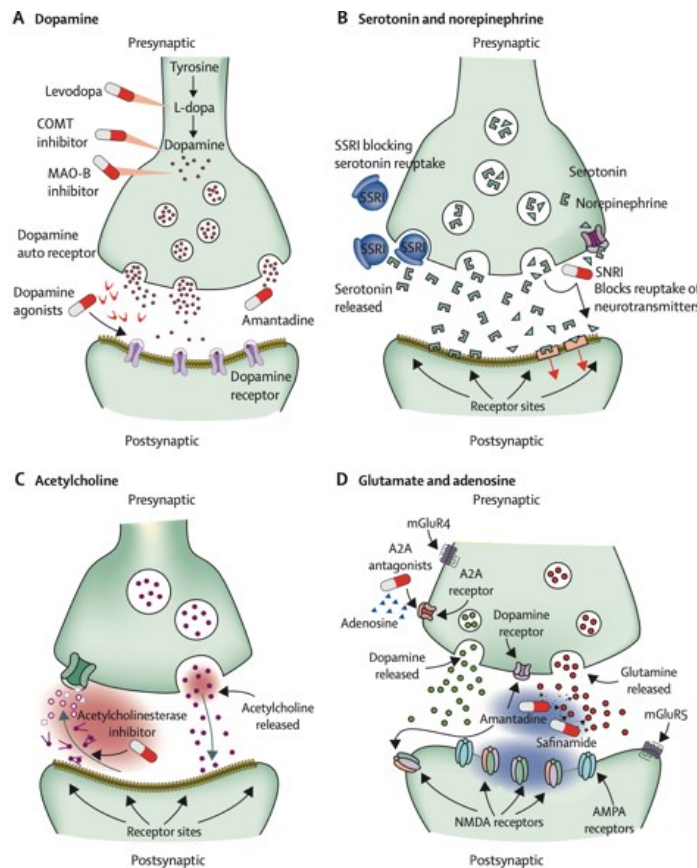 A Dopamine
Presynaptic
Tyrosine
Levodopa
L-dopa
COMT
inhibitor
Dopamine
MAO-B
inhibitor
Dopamine
auto receptor
Dopamine
agonists
Amantadine
Dopamine
receptor
Postsynaptic
B Serotonin and norepinephrine
Presynaptic
SSRI blocking
serotonin reuptake
Serotonin
Norepinephrine
SSRI
SSRI
SSRI
Serotonin
released
SNRI
Blocks reuptake of
neurotransmitters
Receptor sites
Postsynaptic
C Acetylcholine
Presynaptic
Acetylcholine
released
Acetylcholinesterase
inhibitor
Receptor sites
Postsynaptic
D Glutamate and adenosine
Presynaptic
mGluR4
A2A
antagonists
A2A
receptor
Adenosine
Dopamine
receptor
Dopamine
released
Glutamine
released
Amantadine
Safinamide
mGluR5
NMDA receptors
AMPA
receptors
Postsynaptic